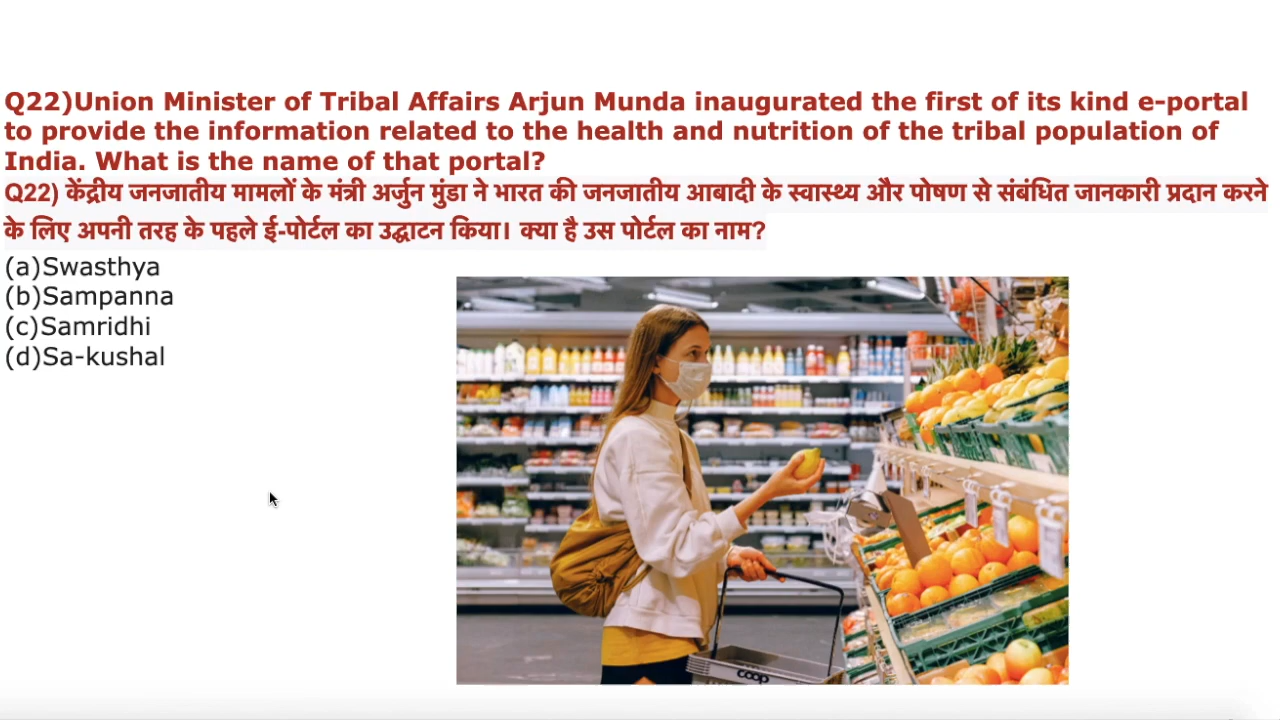 Q22)Union Minister of Tribal Affairs Arjun Munda inaugurated the first of its kind e-portal
to provide the information related to the health and nutrition of the tribal population of
India. What is the name of that portal?
Q22) केंद्रीय जनजातीय मामलों के मंत्री अर्जुन मुंडा ने भारत की जनजातीय आबादी के स्वास्थ्य और पोषण से संबंधित जानकारी प्रदान करने
के लिए अपनी तरह के पहले ई-पोर्टल का उद्घाटन किया। क्या है उस पोर्टल का नाम?
(a)Swasthya
(b)Sampanna
(c)Samridhi
(d)Sa-kushal
coop